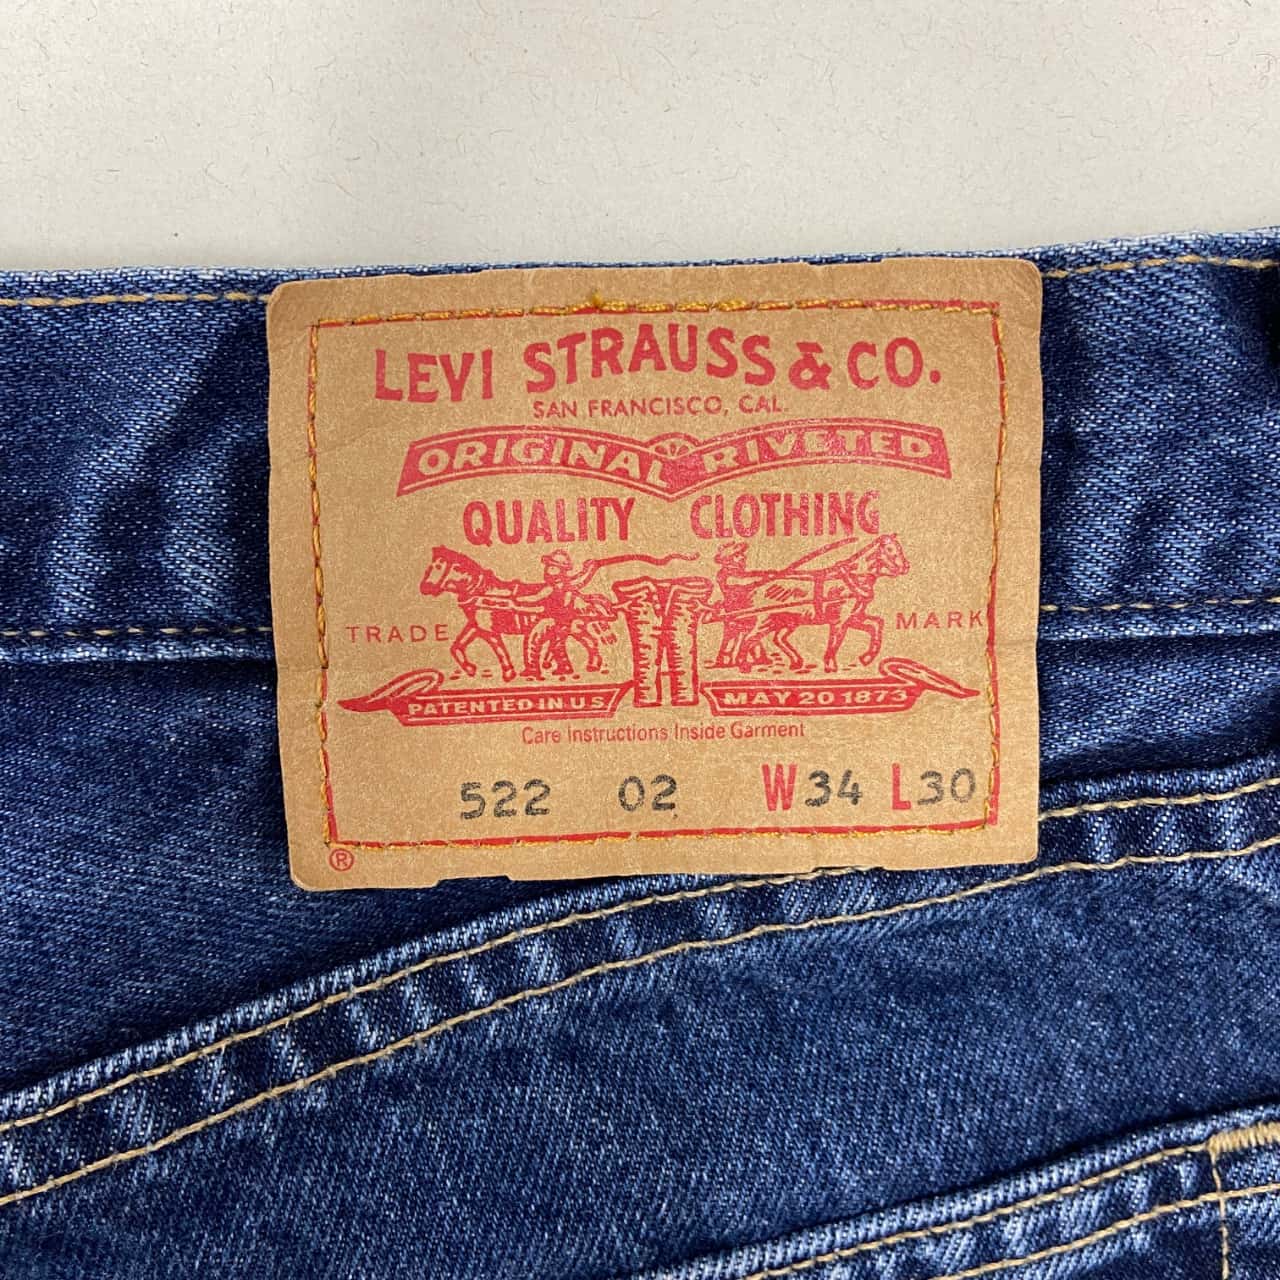 LEVI STRAUSS & CO.
SAN FRANCISCO, CAL.
ORIGINAL RIVETED
QUALITY CLOTHING
TRADE MARK
PATENTED IN U S MAY 20 1873
Care Instructions Inside Garment
522 02 W34 L30
®